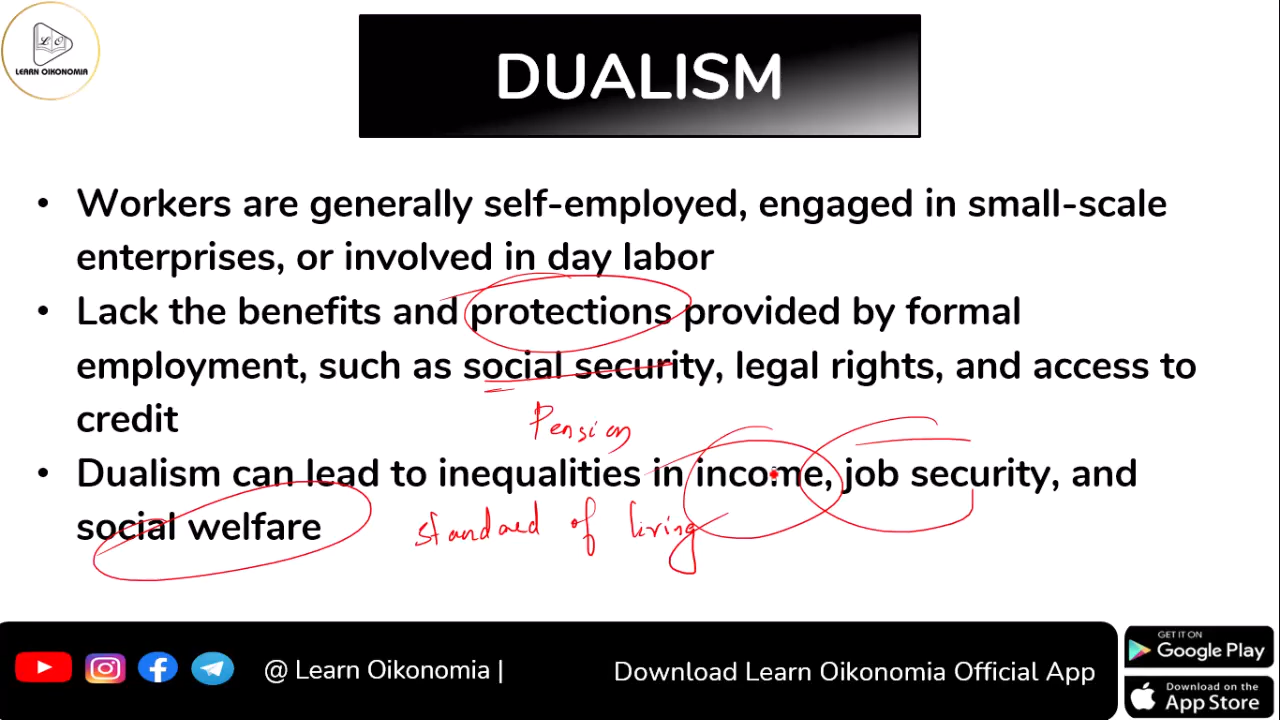 LO
LEARN OIKONOMIA
DUALISM
• Workers are generally self-employed, engaged in small-scale
enterprises, or involved in day labor
• Lack the benefits and protections provided by formal
employment, such as social security, legal rights, and access to
credit
Pension
• Dualism can lead to inequalities in income, job security, and
social welfare
standard of living
@ Learn Oikonomia |
Download Learn Oikonomia Official App
GET IT ON
Google Play
Download on the
App Store